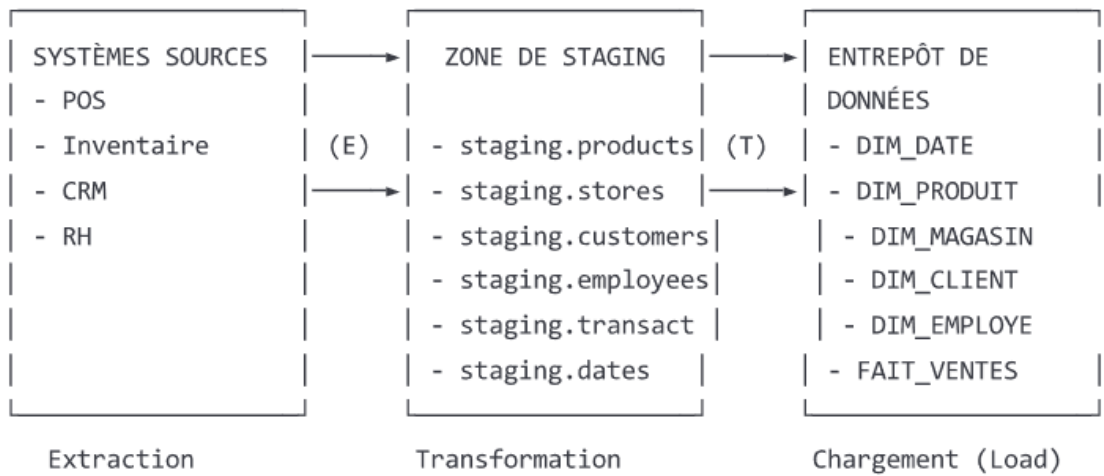 SYSTÈMES SOURCES ZONE DE STAGING ENTREPÔT DE
- POS DONNÉES
- Inventaire (E) - staging.products (T) - DIM_DATE
- CRM - staging.stores - DIM_PRODUIT
- RH - staging.customers - DIM_MAGASIN
- staging.employees - DIM_CLIENT
- staging.transact - DIM_EMPLOYE
- staging.dates - FAIT_VENTES
Extraction Transformation Chargement (Load)